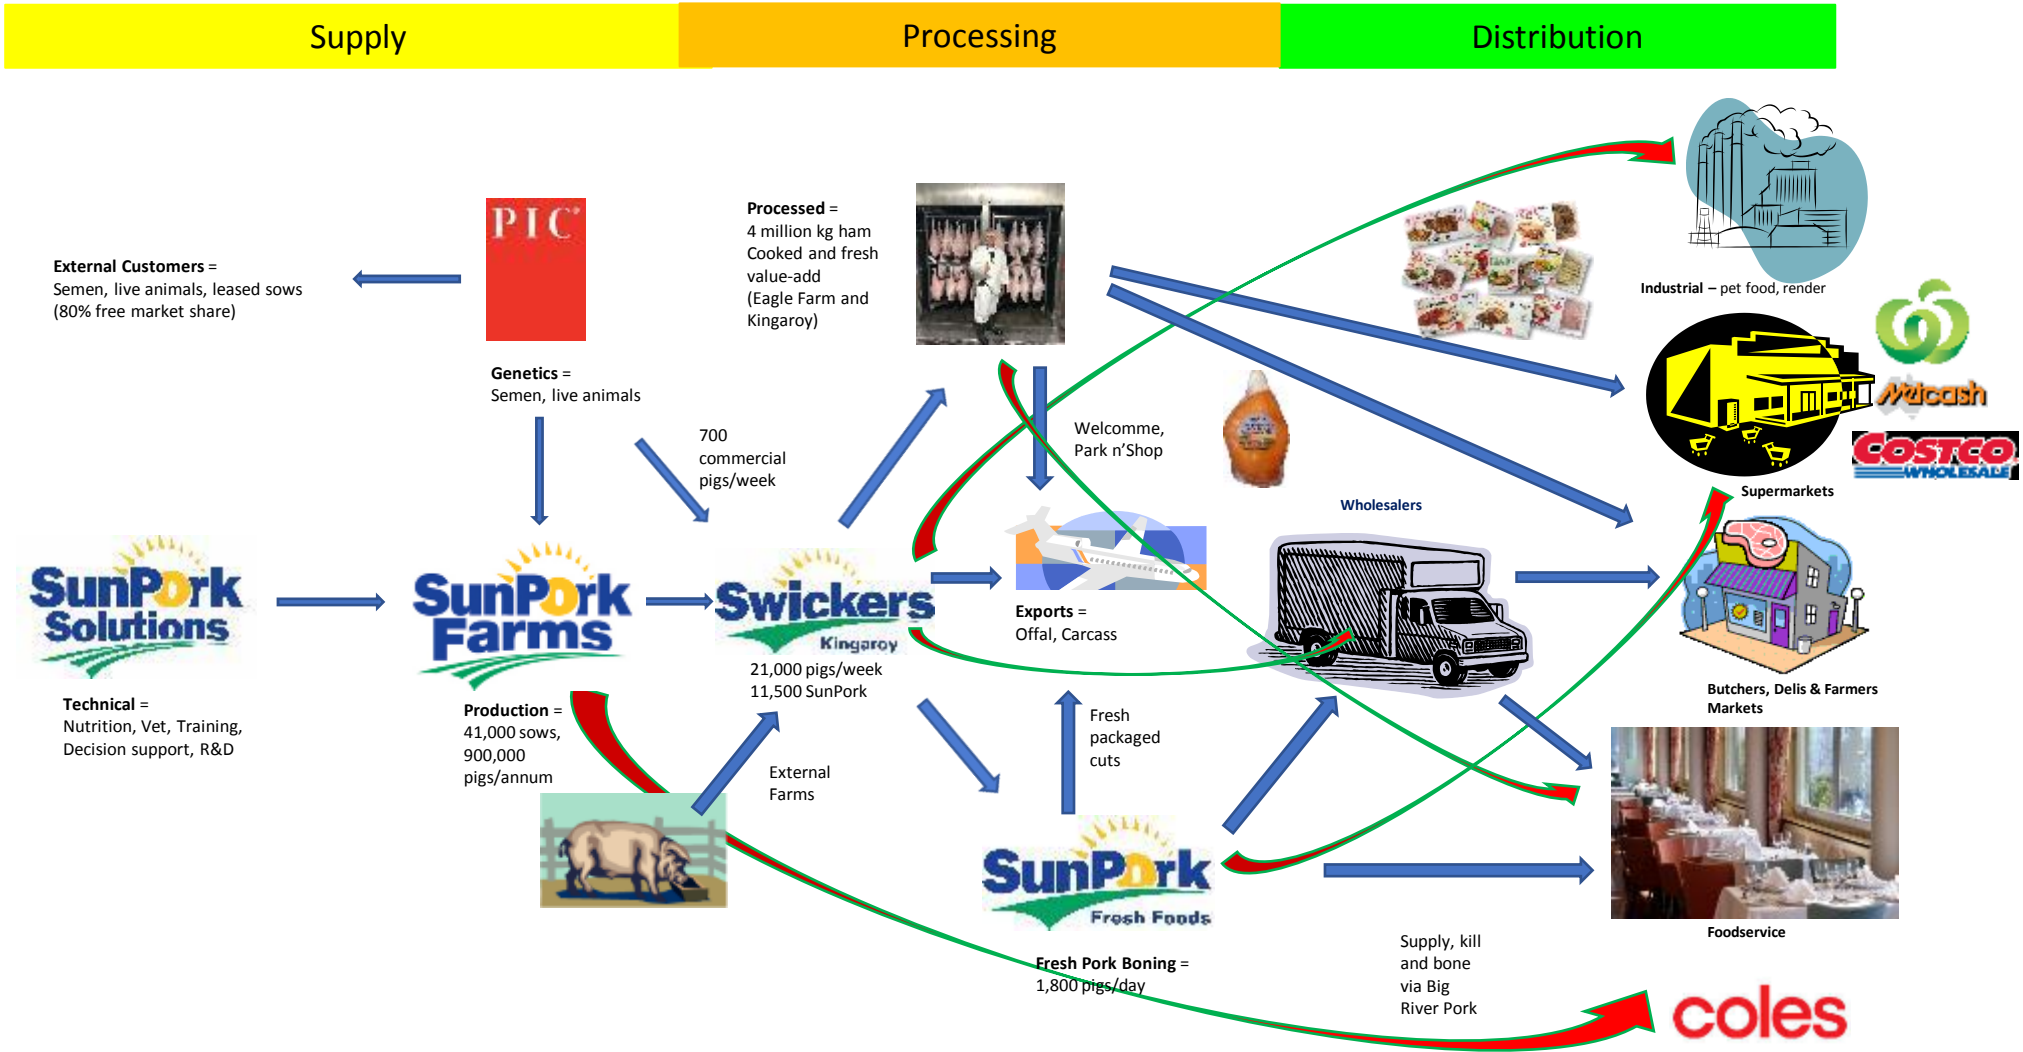 Supply
Processing
Distribution
PIC
External Customers =
Semen, live animals, leased sows
(80% free market share)
Genetics =
Semen, live animals
700
commercial
pigs/week
Processed =
4 million kg ham
Cooked and fresh
value-add
(Eagle Farm and
Kingaroy)
Welcomme,
Park n'Shop
Industrial – pet food, render
Metcash
COSTCO
WHOLESALE
Supermarkets
Wholesalers
SunPork
Solutions
Technical =
Nutrition, Vet, Training,
Decision support, R&D
SunPork
Farms
Production =
41,000 sows,
900,000
pigs/annum
Swickers
Kingaroy
21,000 pigs/week
11,500 SunPork
External
Farms
Exports =
Offal, Carcass
Fresh
packaged
cuts
SunPork
Fresh Foods
Fresh Pork Boning =
1,800 pigs/day
Butchers, Delis & Farmers
Markets
Foodservice
Supply, kill
and bone
via Big
River Pork
coles